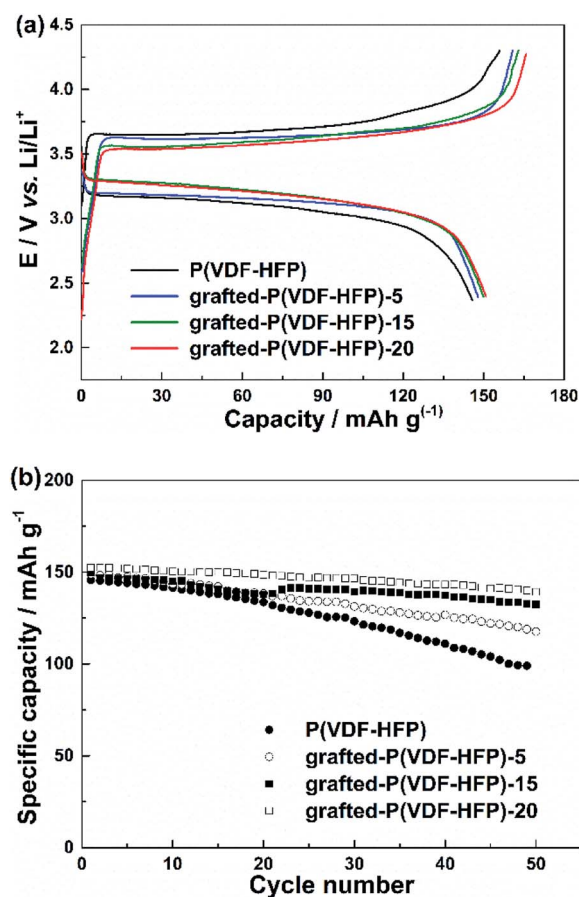 (a)
4.5
4.0
3.5
3.0
2.5
2.0
E / V vs. Li/Li⁺
P(VDF-HFP)
grafted-P(VDF-HFP)-5
grafted-P(VDF-HFP)-15
grafted-P(VDF-HFP)-20
0 30 60 90 120 150 180
Capacity / mAh g⁽⁻¹⁾
(b)
200
150
100
50
0
Specific capacity / mAh g⁻¹
P(VDF-HFP)
grafted-P(VDF-HFP)-5
grafted-P(VDF-HFP)-15
grafted-P(VDF-HFP)-20
0 10 20 30 40 50
Cycle number